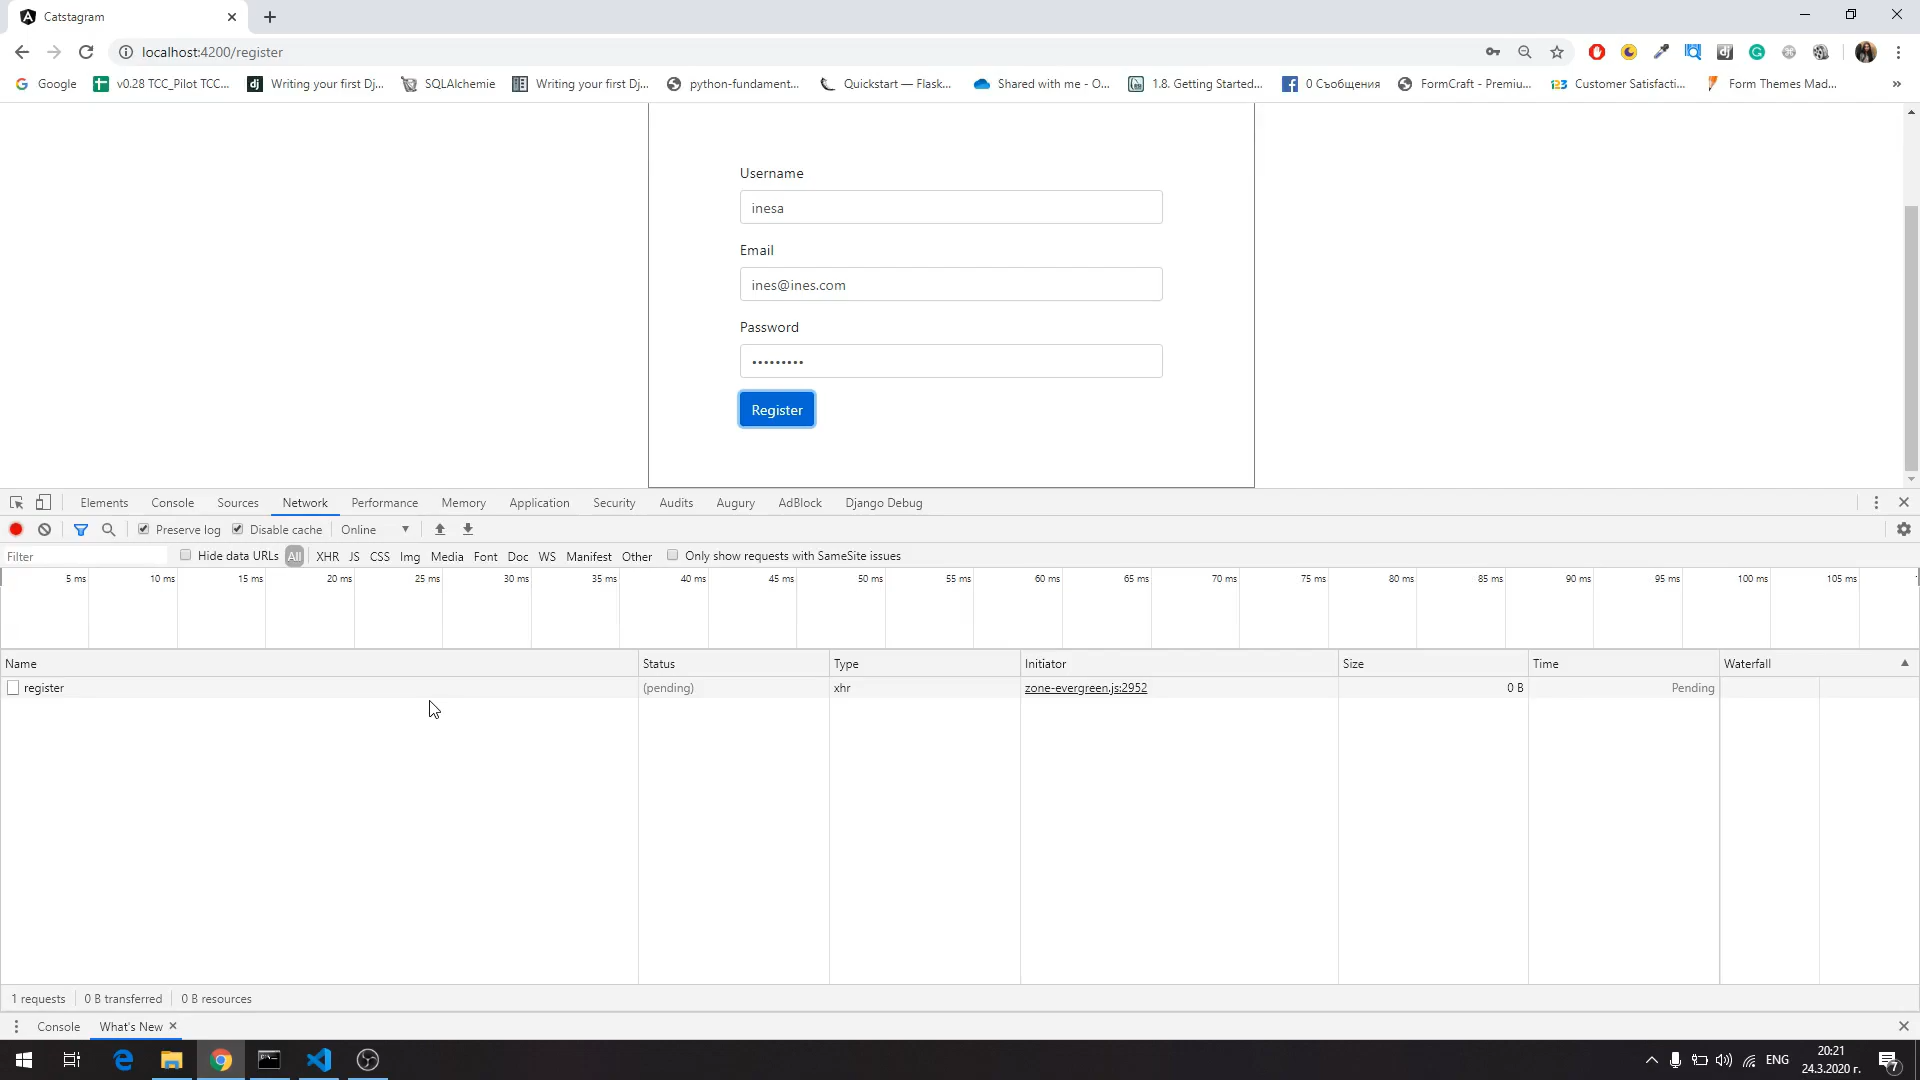 Catstagram
localhost:4200/register
Google
v0.28 TCC_Pilot TCC...
Writing your first Dj...
SQLAlchemie
Writing your first Dj...
python-fundament...
Quickstart — Flask...
Shared with me - O...
1.8. Getting Started...
0 Съобщения
FormCraft - Premiu...
123 Customer Satisfacti...
Form Themes Mad...
»
Username
inesa
Email
ines@ines.com
Password
•••••••••
Register
Elements Console Sources Network Performance Memory Application Security Audits Augury AdBlock Django Debug
Preserve log Disable cache Online
Filter Hide data URLs All XHR JS CSS Img Media Font Doc WS Manifest Other Only show requests with SameSite issues
5 ms 10 ms 15 ms 20 ms 25 ms 30 ms 35 ms 40 ms 45 ms 50 ms 55 ms 60 ms 65 ms 70 ms 75 ms 80 ms 85 ms 90 ms 95 ms 100 ms 105 ms
Name Status Type Initiator Size Time Waterfall
register (pending) xhr zone-evergreen.js:2952 0 B Pending
1 requests 0 B transferred 0 B resources
Console What's New
ENG
20:21
24.3.2020 г.
7